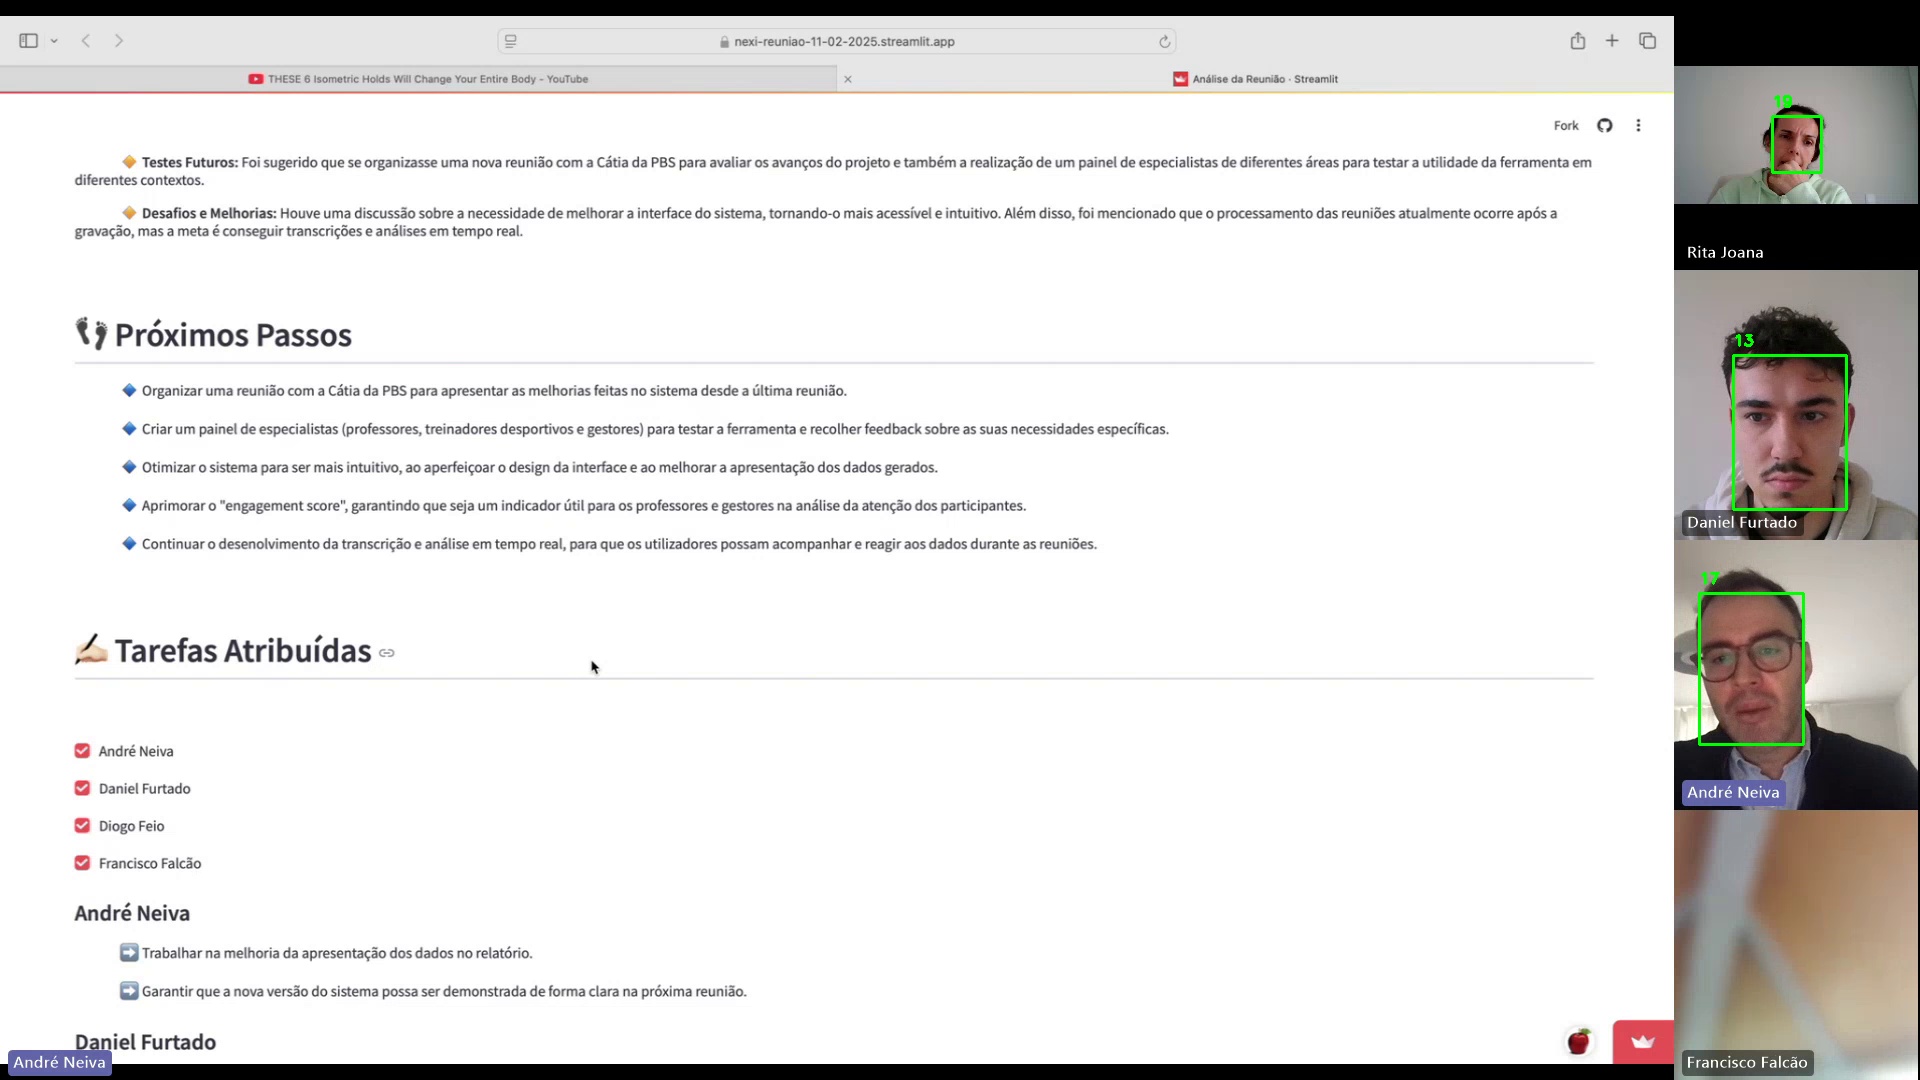 nexi-reuniao-11-02-2025.streamlit.app
THESE 6 Isometric Holds Will Change Your Entire Body - YouTube
Análise da Reunião · Streamlit
Fork
Testes Futuros: Foi sugerido que se organizasse uma nova reunião com a Cátia da PBS para avaliar os avanços do projeto e também a realização de um painel de especialistas de diferentes áreas para testar a utilidade da ferramenta em
diferentes contextos.
Desafios e Melhorias: Houve uma discussão sobre a necessidade de melhorar a interface do sistema, tornando-o mais acessível e intuitivo. Além disso, foi mencionado que o processamento das reuniões atualmente ocorre após a
gravação, mas a meta é conseguir transcrições e análises em tempo real.
Próximos Passos
Organizar uma reunião com a Cátia da PBS para apresentar as melhorias feitas no sistema desde a última reunião.
Criar um painel de especialistas (professores, treinadores desportivos e gestores) para testar a ferramenta e recolher feedback sobre as suas necessidades específicas.
Otimizar o sistema para ser mais intuitivo, ao aperfeiçoar o design da interface e ao melhorar a apresentação dos dados gerados.
Aprimorar o "engagement score", garantindo que seja um indicador útil para os professores e gestores na análise da atenção dos participantes.
Continuar o desenolvimento da transcrição e análise em tempo real, para que os utilizadores possam acompanhar e reagir aos dados durante as reuniões.
Tarefas Atribuídas
André Neiva
Daniel Furtado
Diogo Feio
Francisco Falcão
André Neiva
Trabalhar na melhoria da apresentação dos dados no relatório.
Garantir que a nova versão do sistema possa ser demonstrada de forma clara na próxima reunião.
Daniel Furtado
André Neiva
19
Rita Joana
13
Daniel Furtado
17
André Neiva
Francisco Falcão